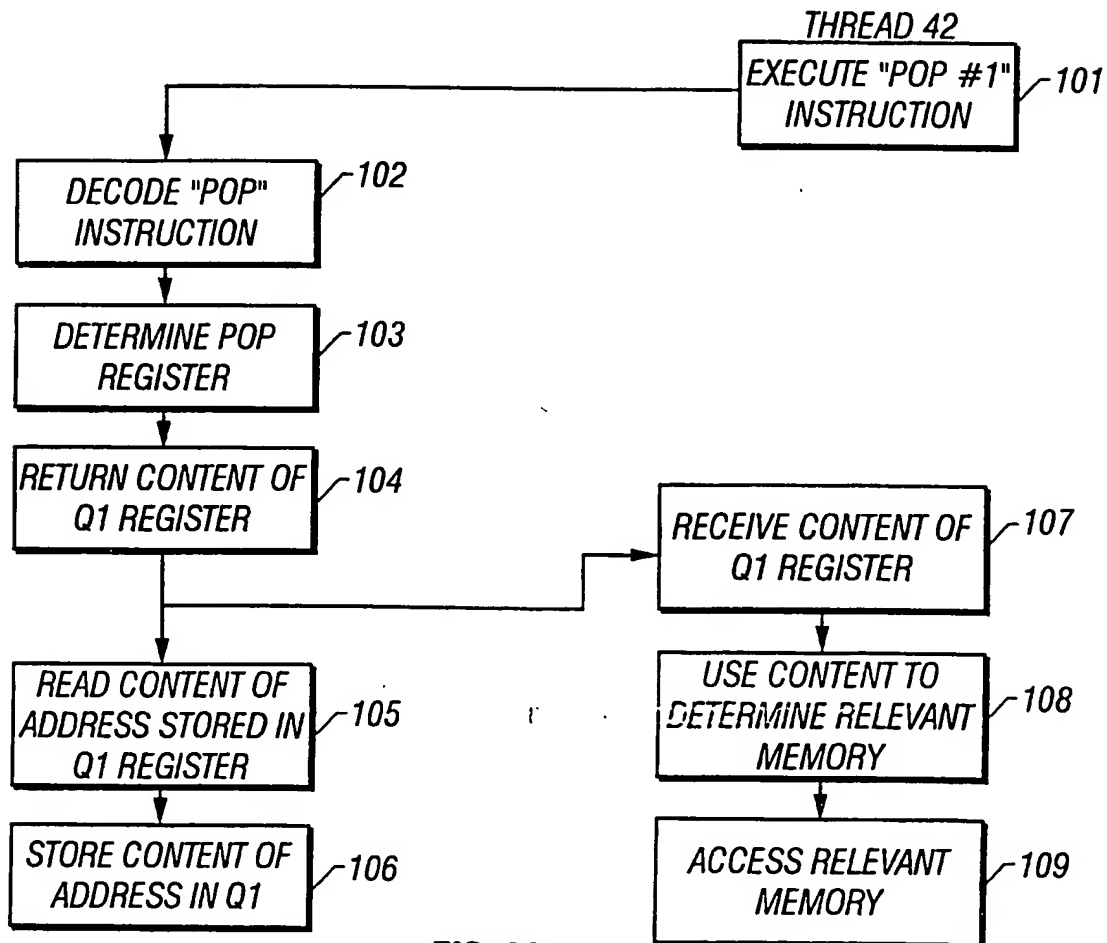 THREAD 42
EXECUTE "POP #1"
INSTRUCTION
101
DECODE "POP"
INSTRUCTION
102
DETERMINE POP
REGISTER
103
RETURN CONTENT OF
Q1 REGISTER
104
RECEIVE CONTENT OF
Q1 REGISTER
107
READ CONTENT OF
ADDRESS STORED IN
Q1 REGISTER
105
USE CONTENT TO
DETERMINE RELEVANT
MEMORY
108
STORE CONTENT OF
ADDRESS IN Q1
106
ACCESS RELEVANT
MEMORY
109